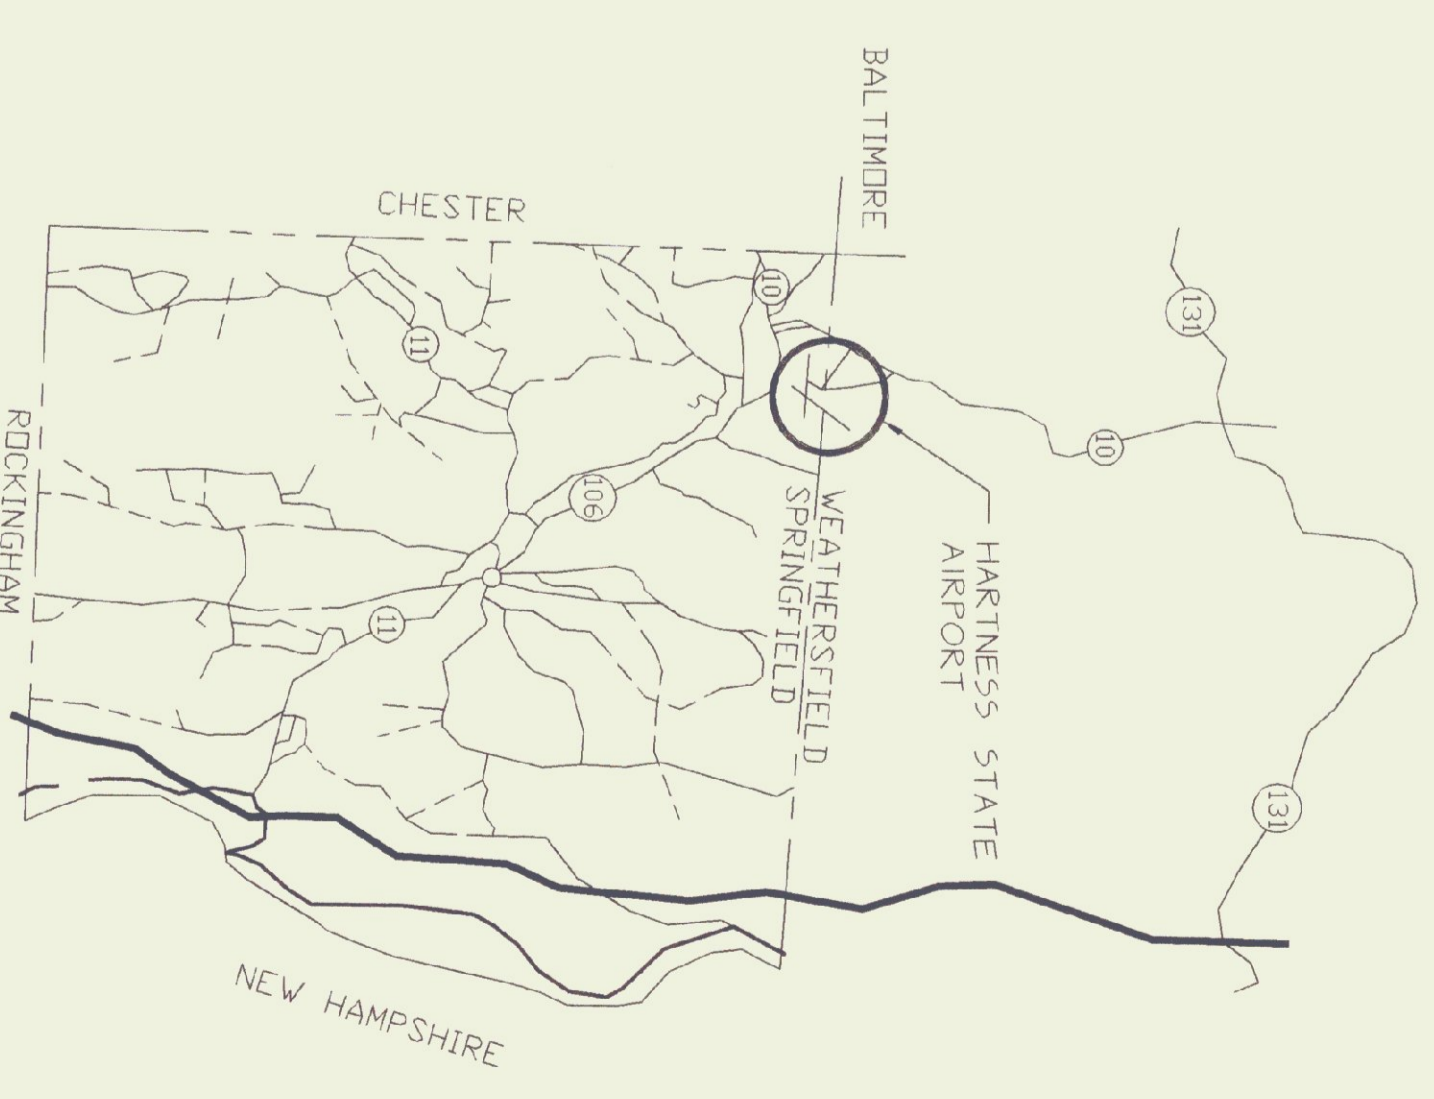 BALTIMORE
CHESTER
131
10
11
10
106
HARTNESS STATE
AIRPORT
WEATHERSFIELD
SPRINGFIELD
ROCKINGHAM
11
131
NEW HAMPSHIRE